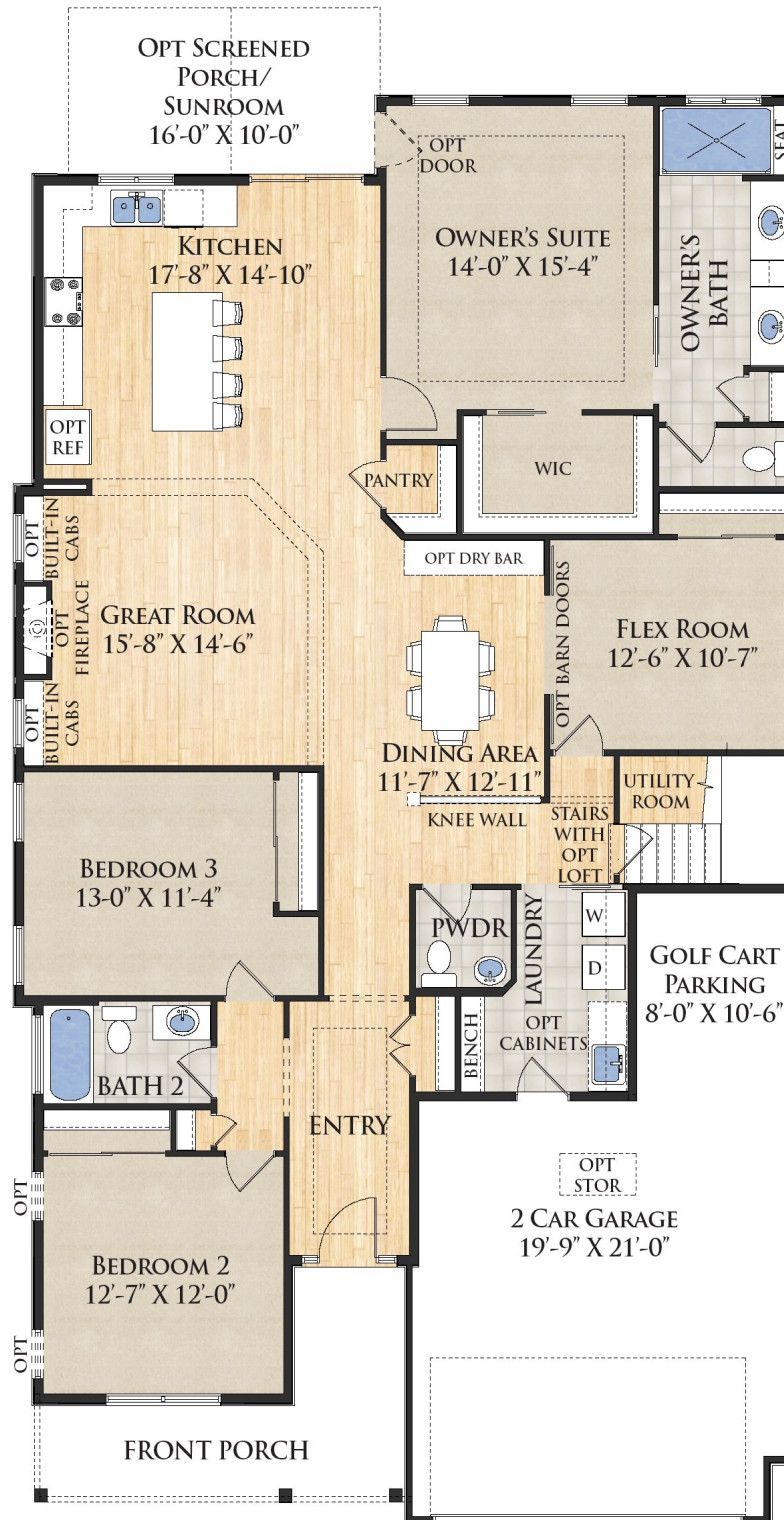 OPT SCREENED
PORCH/
SUNROOM
16'-0" X 10'-0"
OPT
DOOR
SEAT
KITCHEN
17'-8" X 14'-10"
OWNER'S SUITE
14'-0" X 15'-4"
OWNER'S
BATH
OPT
REF
PANTRY
WIC
OPT
BUILT-IN
CABS
OPT DRY BAR
OPT
FIREPLACE
GREAT ROOM
15'-8" X 14'-6"
OPT BARN DOORS
FLEX ROOM
12'-6" X 10'-7"
OPT
BUILT-IN
CABS
DINING AREA
11'-7" X 12'-11"
KNEE WALL
UTILITY
ROOM
STAIRS
WITH
OPT
LOFT
BEDROOM 3
13-0" X 11'-4"
PWDR
LAUNDRY
W
D
GOLF CART
PARKING
8'-0" X 10'-6"
BENCH
OPT
CABINETS
BATH 2
ENTRY
OPT
STOR
2 CAR GARAGE
19'-9" X 21'-0"
OPT
BEDROOM 2
12'-7" X 12'-0"
OPT
FRONT PORCH